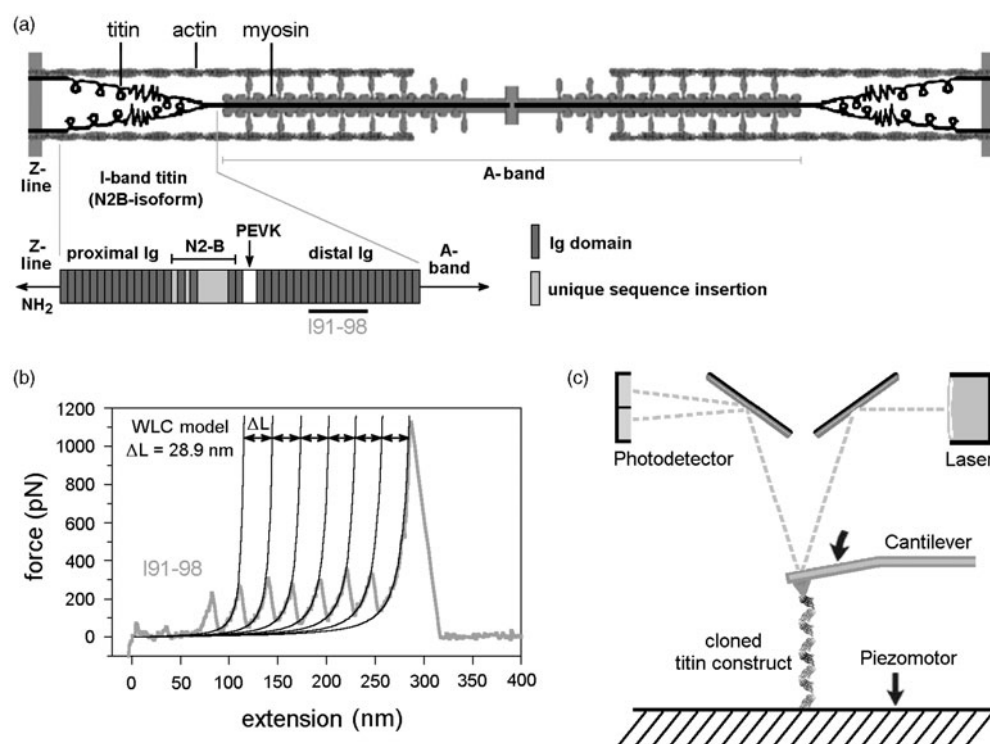 (a)
titin actin myosin
Z-
line
I-band titin
(N2B-isoform)
A-band
PEVK
Z-
line
proximal Ig
N2-B
distal Ig
A-
band
NH2
I91-98
Ig domain
unique sequence insertion
(b)
1200
1000
800
600
400
200
0
force (pN)
WLC model
ΔL = 28.9 nm
ΔL
I91-98
0 50 100 150 200 250 300 350 400
extension (nm)
(c)
Photodetector
Laser
Cantilever
cloned
titin construct
Piezomotor
Z-
line